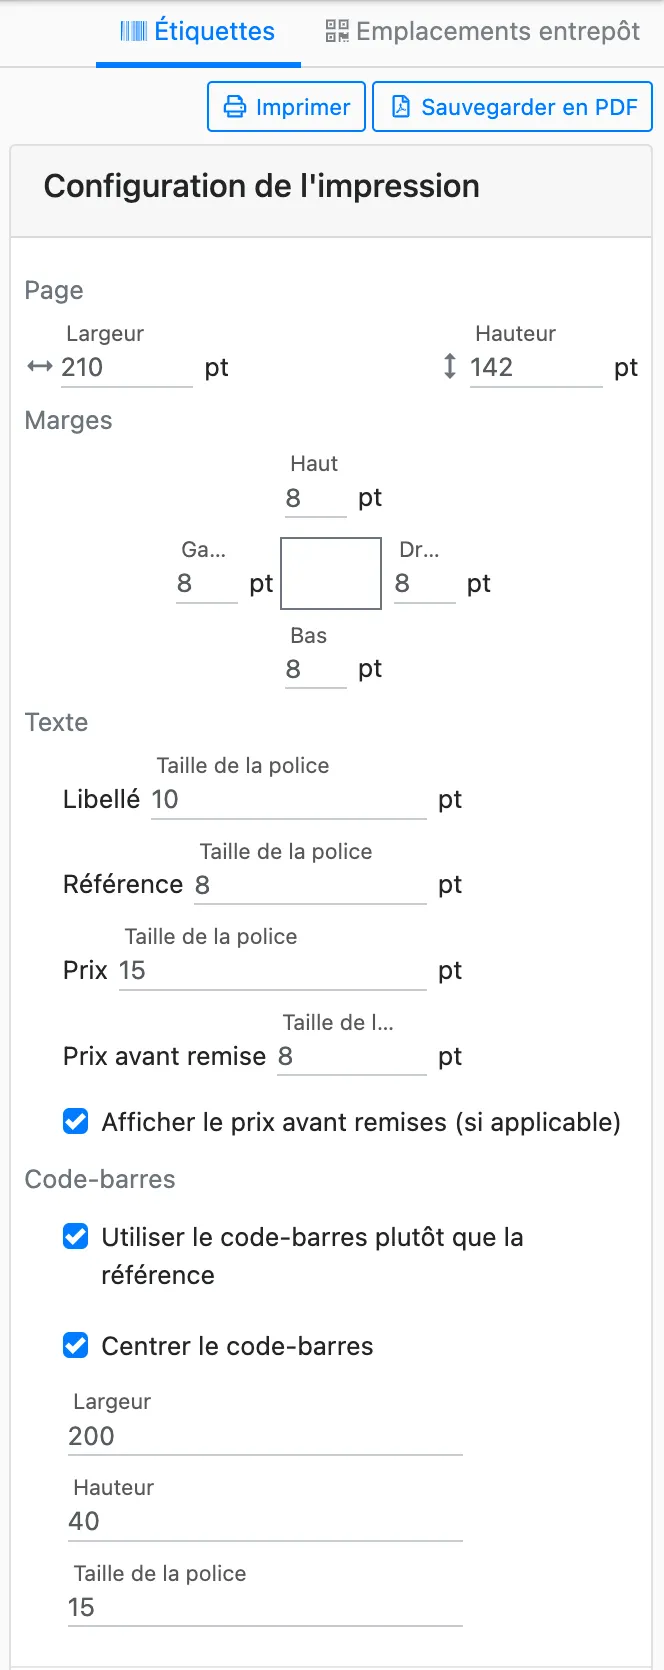 Étiquettes Emplacements entrepôt
Imprimer Sauvegarder en PDF
Configuration de l'impression
Page
Largeur Hauteur
210 pt 142 pt
Marges
Haut
8 pt
Ga... Dr...
8 pt 8 pt
Bas
8 pt
Texte
Taille de la police
Libellé 10 pt
Taille de la police
Référence 8 pt
Taille de la police
Prix 15 pt
Taille de l...
Prix avant remise 8 pt
Afficher le prix avant remises (si applicable)
Code-barres
Utiliser le code-barres plutôt que la
référence
Centrer le code-barres
Largeur
200
Hauteur
40
Taille de la police
15